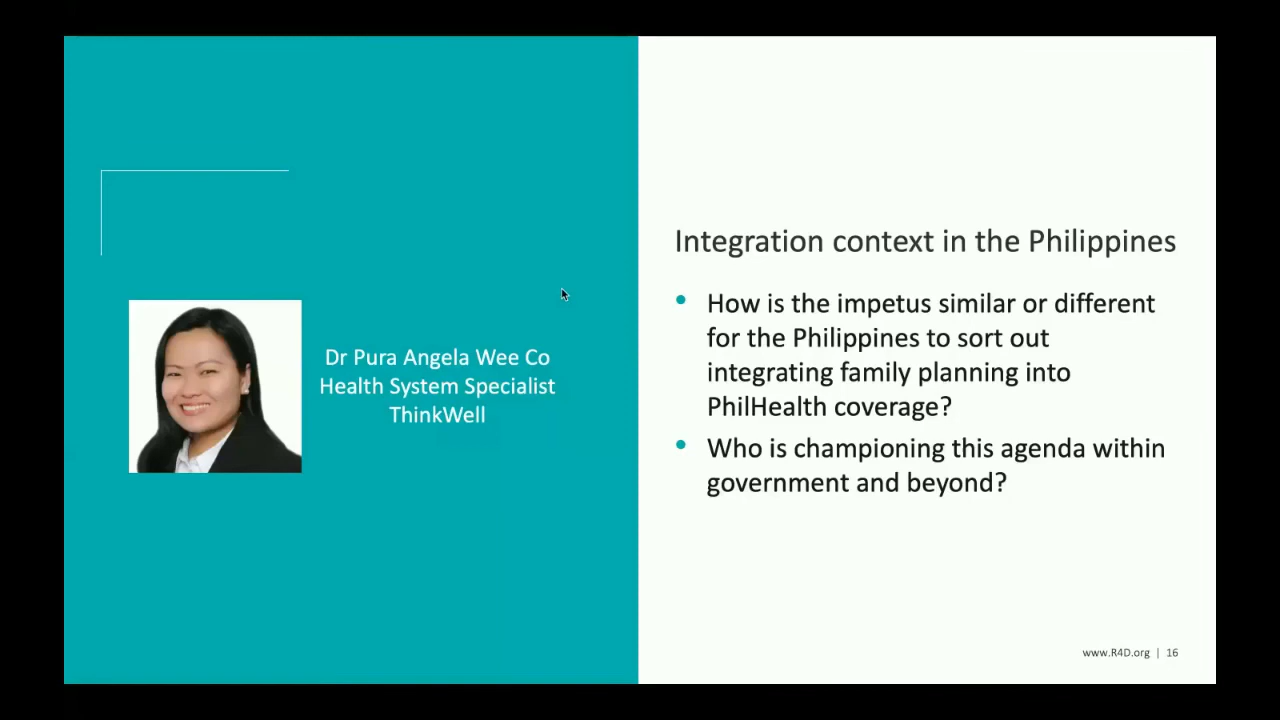 Dr Pura Angela Wee Co
Health System Specialist
ThinkWell
Integration context in the Philippines
• How is the impetus similar or different
for the Philippines to sort out
integrating family planning into
PhilHealth coverage?
• Who is championing this agenda within
government and beyond?
www.R4D.org | 16